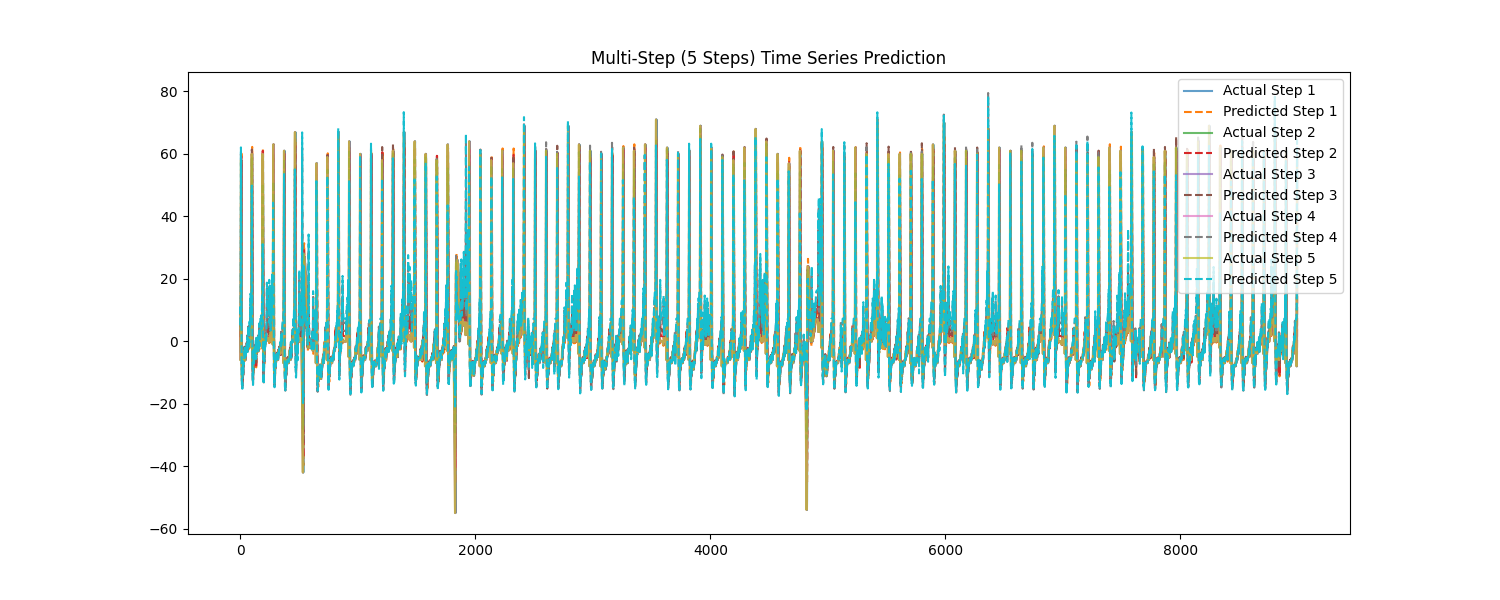 Multi-Step (5 Steps) Time Series Prediction
80
60
40
20
0
−20
−40
−60
0
2000
4000
6000
8000
Actual Step 1
Predicted Step 1
Actual Step 2
Predicted Step 2
Actual Step 3
Predicted Step 3
Actual Step 4
Predicted Step 4
Actual Step 5
Predicted Step 5